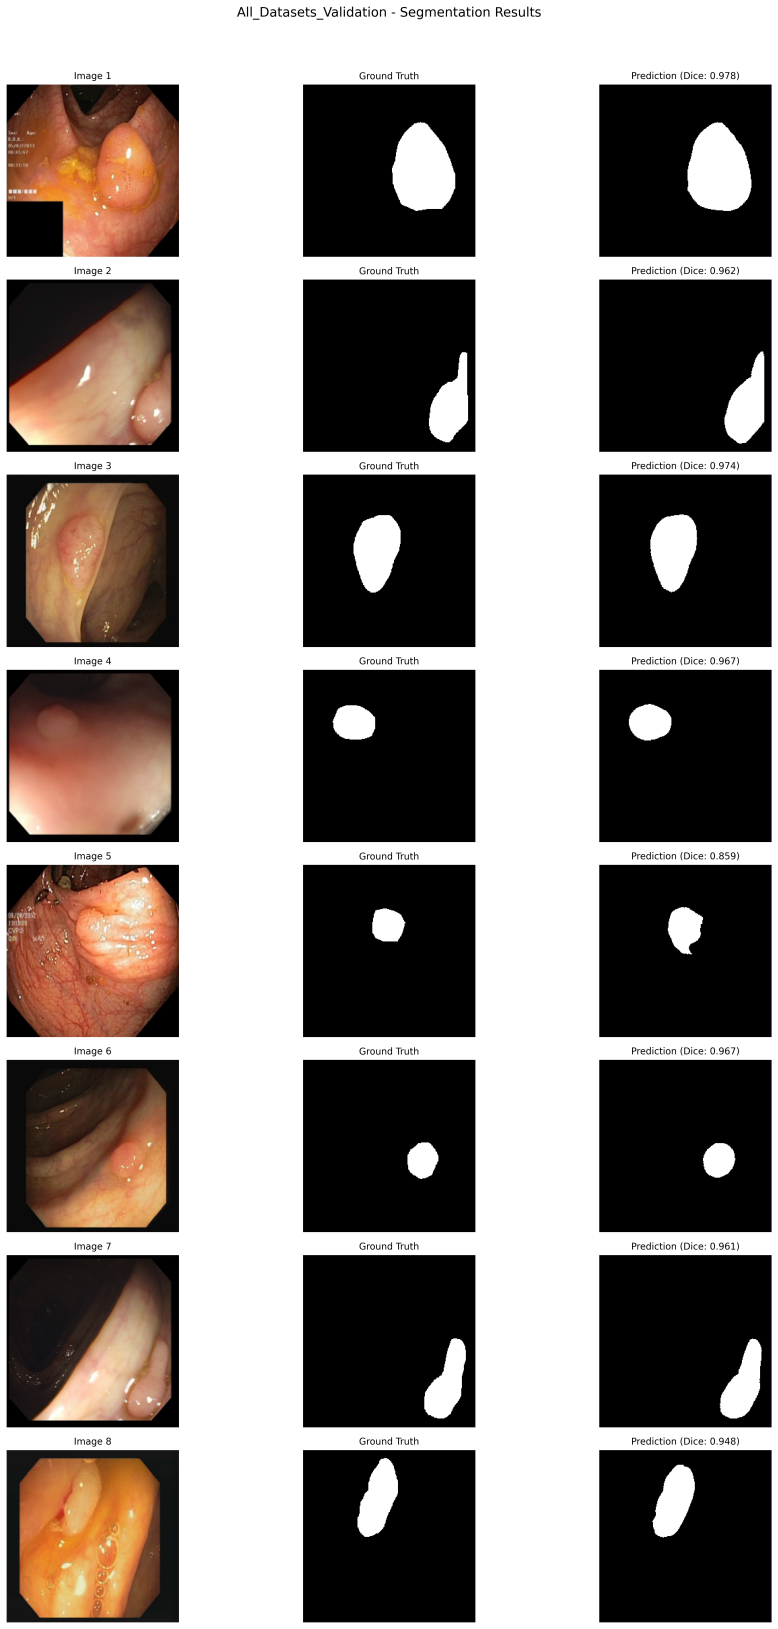 All_Datasets_Validation - Segmentation Results
Image 1
Ground Truth
Prediction (Dice: 0.978)
Image 2
Ground Truth
Prediction (Dice: 0.962)
Image 3
Ground Truth
Prediction (Dice: 0.974)
Image 4
Ground Truth
Prediction (Dice: 0.967)
Image 5
Ground Truth
Prediction (Dice: 0.859)
Image 6
Ground Truth
Prediction (Dice: 0.967)
Image 7
Ground Truth
Prediction (Dice: 0.961)
Image 8
Ground Truth
Prediction (Dice: 0.948)